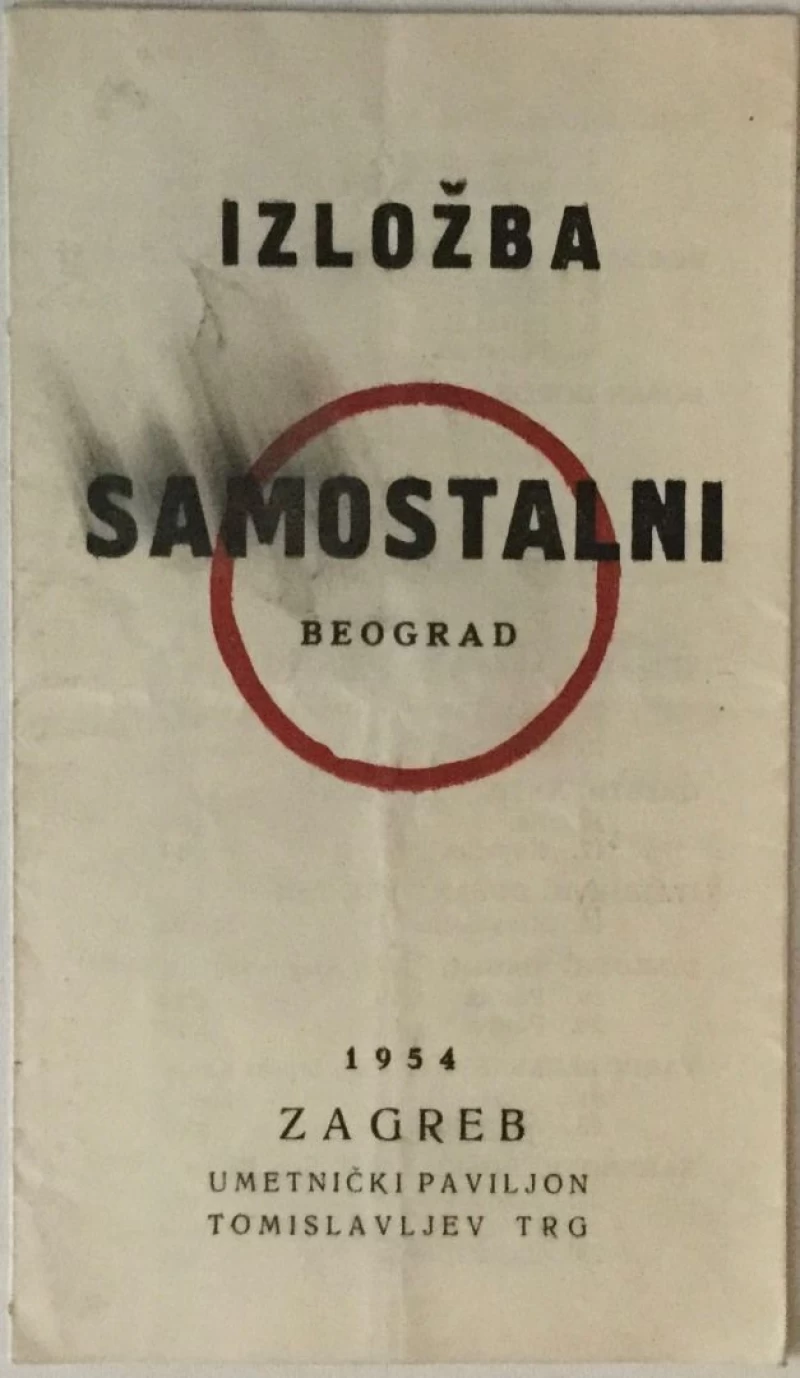 IZLOŽBA
SAMOSTALNI
BEOGRAD
1954
ZAGREB
UMETNIČKI PAVILJON
TOMISLAVLJEV TRG